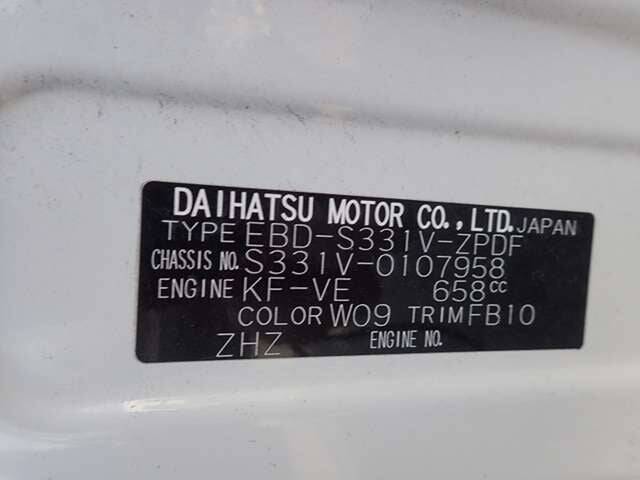 DAIHATSU MOTOR CO.,LTD. JAPAN
TYPE EBD-S331V-ZPDF
CHASSIS NO. S331V-0107958
ENGINE KF-VE 658cc
COLOR W09 TRIM FB10
ZHZ ENGINE NO.